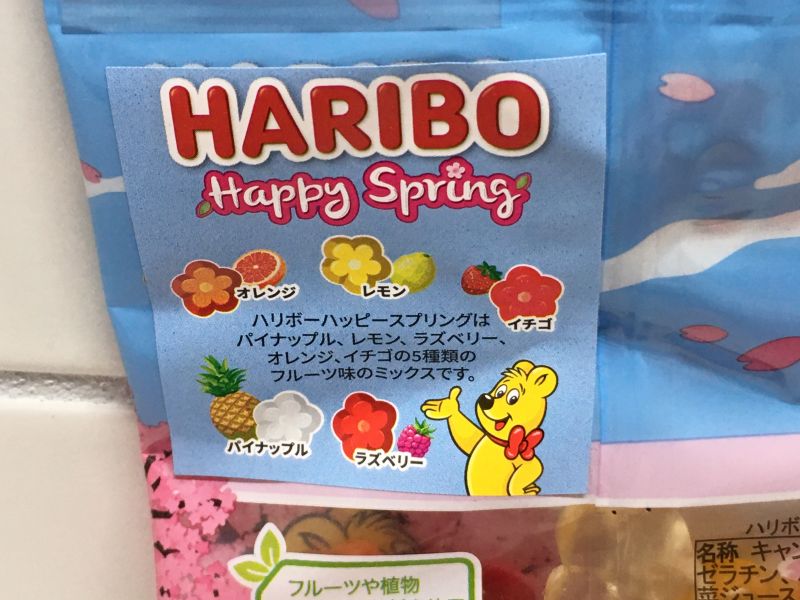 HARIBO
Happy Spring
オレンジ
レモン
イチゴ
ハリボーハッピースプリングは
パイナップル、レモン、ラズベリー、
オレンジ、イチゴの5種類の
フルーツ味のミックスです。
パイナップル
ラズベリー
フルーツや植物
ハリボ
名称 キャン
ゼラチン、
菜ジュース